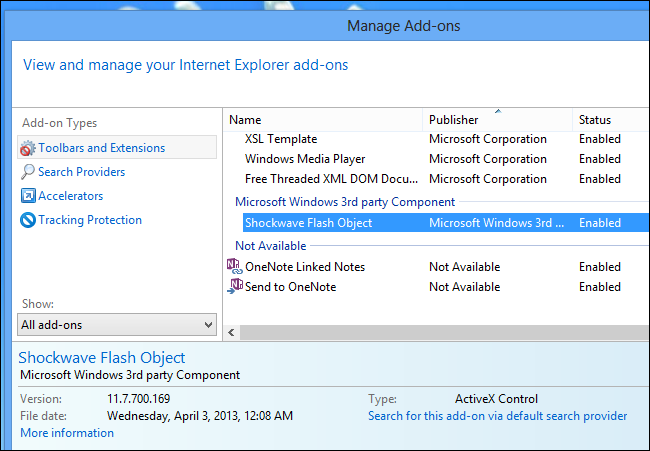 Manage Add-ons
View and manage your Internet Explorer add-ons
Add-on Types
Toolbars and Extensions
Search Providers
Accelerators
Tracking Protection
Name Publisher Status
XSL Template Microsoft Corporation Enabled
Windows Media Player Microsoft Corporation Enabled
Free Threaded XML DOM Docu... Microsoft Corporation Enabled
Microsoft Windows 3rd party Component
Shockwave Flash Object Microsoft Windows 3rd ... Enabled
Not Available
OneNote Linked Notes Not Available Enabled
Send to OneNote Not Available Enabled
Show:
All add-ons
Shockwave Flash Object
Microsoft Windows 3rd party Component
Version: 11.7.700.169 Type: ActiveX Control
File date: Wednesday, April 3, 2013, 12:08 AM Search for this add-on via default search provider
More information